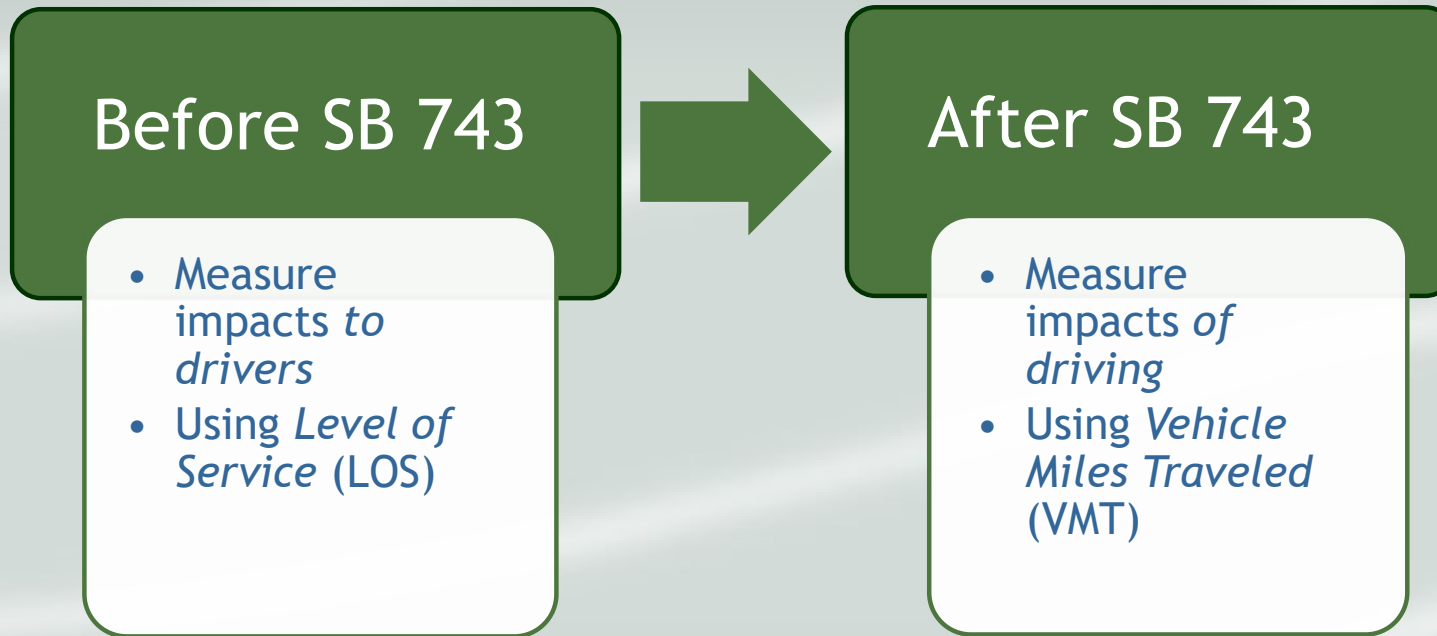 Before SB 743
• Measure
impacts to
drivers
• Using Level of
Service (LOS)
After SB 743
• Measure
impacts of
driving
• Using Vehicle
Miles Traveled
(VMT)